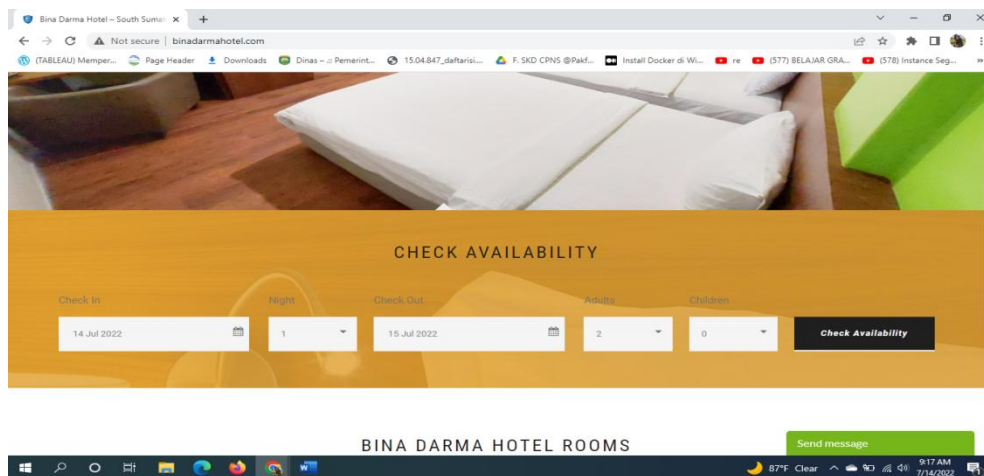 Bina Darma Hotel – South Sumat
Not secure | binadarmahotel.com
(TABLEAU) Memper... Page Header Downloads Dinas – .:: Pemerint... 15.04.847_daftarisi... F. SKD CPNS @Pakf... Install Docker di Wi... re (577) BELAJAR GRA... (578) Instance Seg... »
CHECK AVAILABILITY
Check In Night Check Out Adults Children
14 Jul 2022 1 15 Jul 2022 2 0 Check Availability
BINA DARMA HOTEL ROOMS
Send message
87°F Clear 9:17 AM
7/14/2022